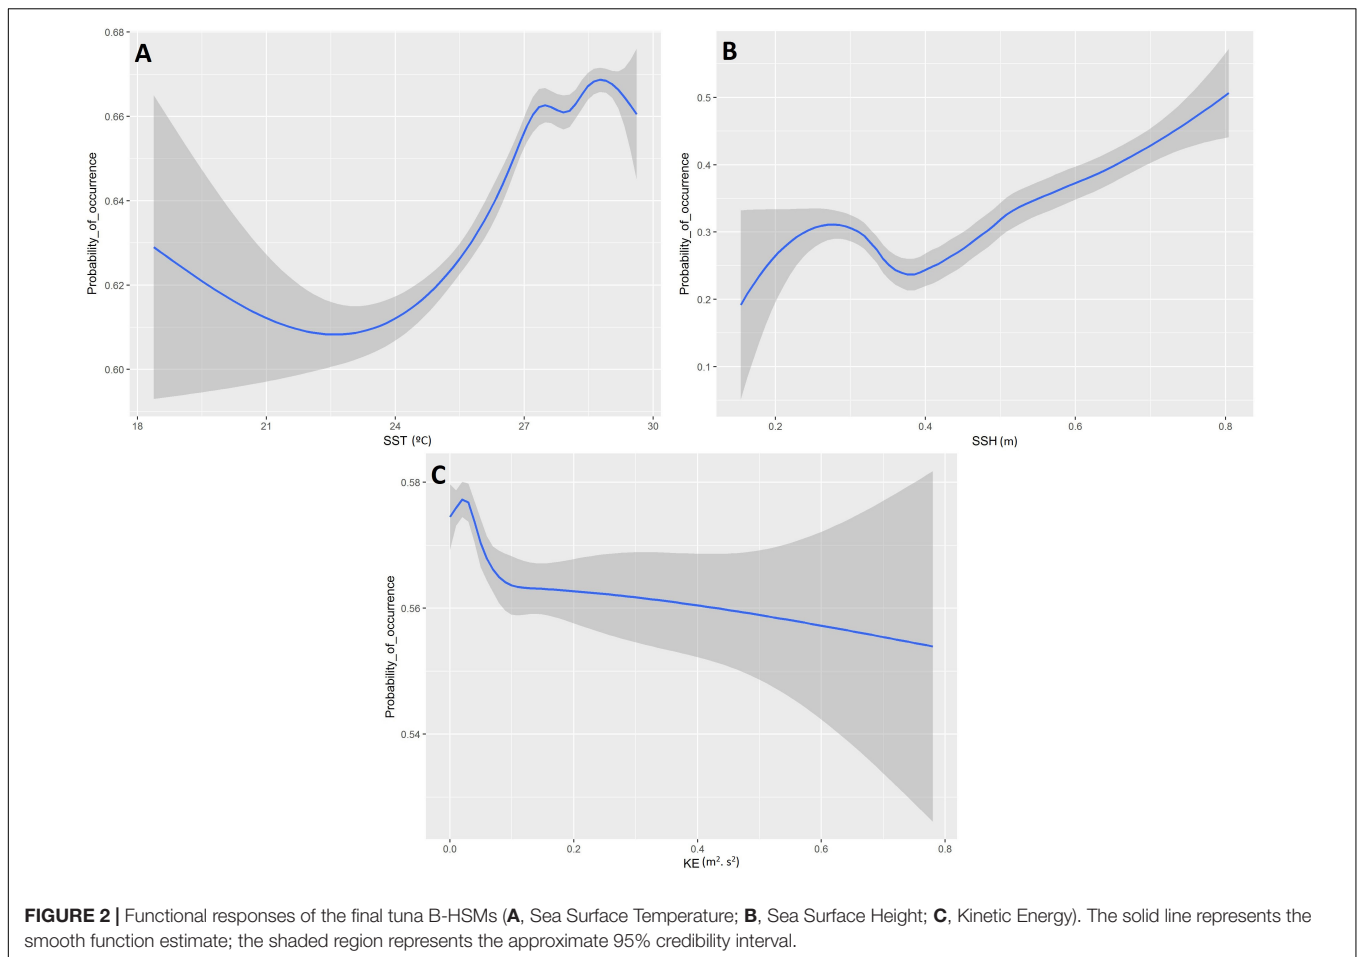 A
0.68
0.66
0.64
0.62
0.60
Probability_of_occurrence
18 21 24 27 30
SST (ºC)
B
0.5
0.4
0.3
0.2
0.1
Probability_of_occurrence
0.2 0.4 0.6 0.8
SSH (m)
C
0.58
0.56
0.54
Probability_of_occurrence
0.0 0.2 0.4 0.6 0.8
KE (m². s²)
FIGURE 2 | Functional responses of the final tuna B-HSMs (A, Sea Surface Temperature; B, Sea Surface Height; C, Kinetic Energy). The solid line represents the
smooth function estimate; the shaded region represents the approximate 95% credibility interval.